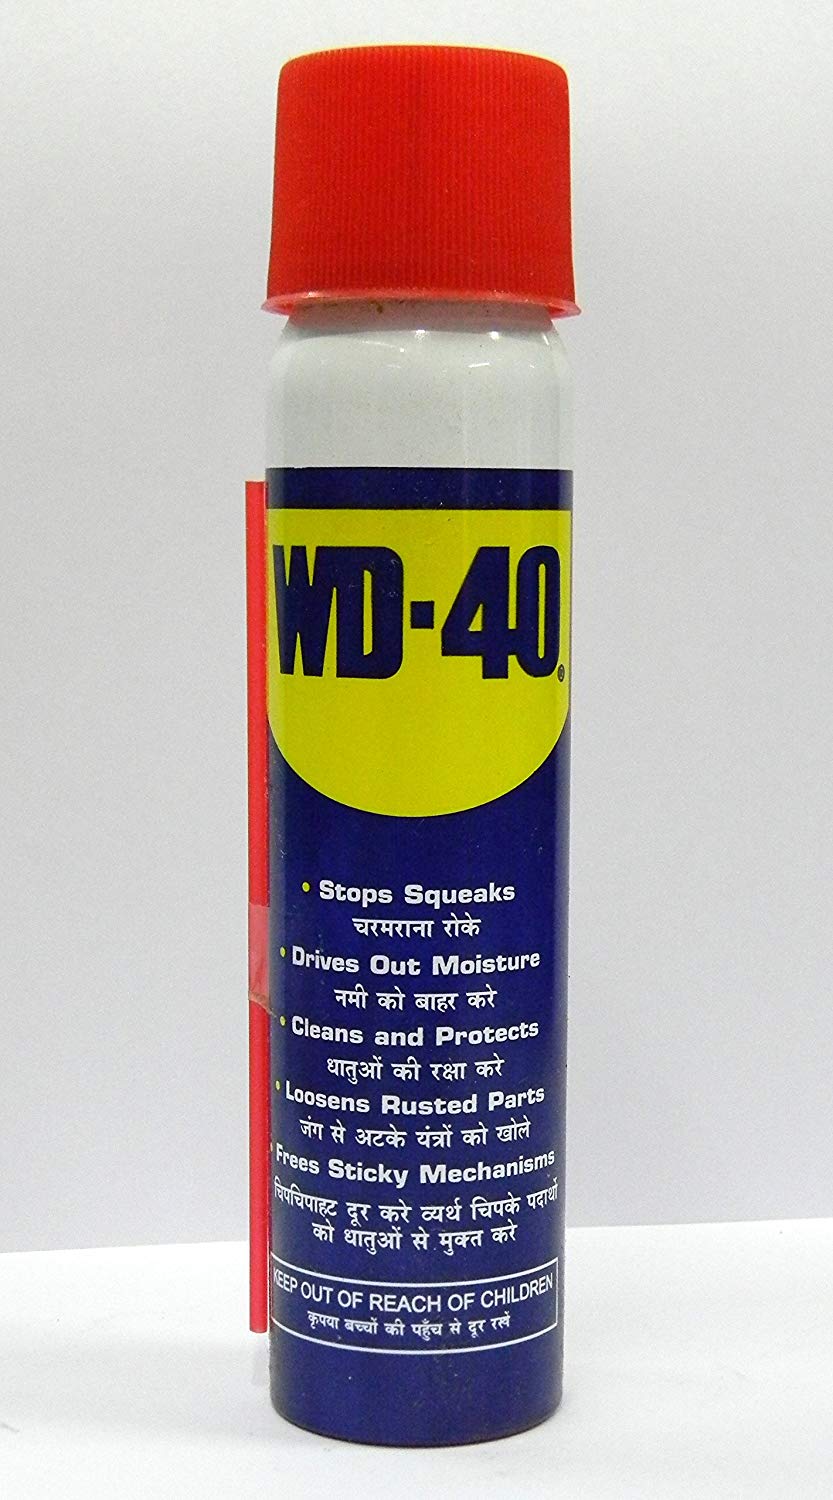 WD-40®
• Stops Squeaks
चरमराना रोके
• Drives Out Moisture
नमी को बाहर करे
• Cleans and Protects
धातुओं की रक्षा करे
• Loosens Rusted Parts
जंग से अटके यंत्रों को खोले
• Frees Sticky Mechanisms
चिपचिपाहट दूर करे व्यर्थ चिपके पदार्थो
को धातुओं से मुक्त करे
KEEP OUT OF REACH OF CHILDREN
कृपया बच्चों की पहुँच से दूर रखें